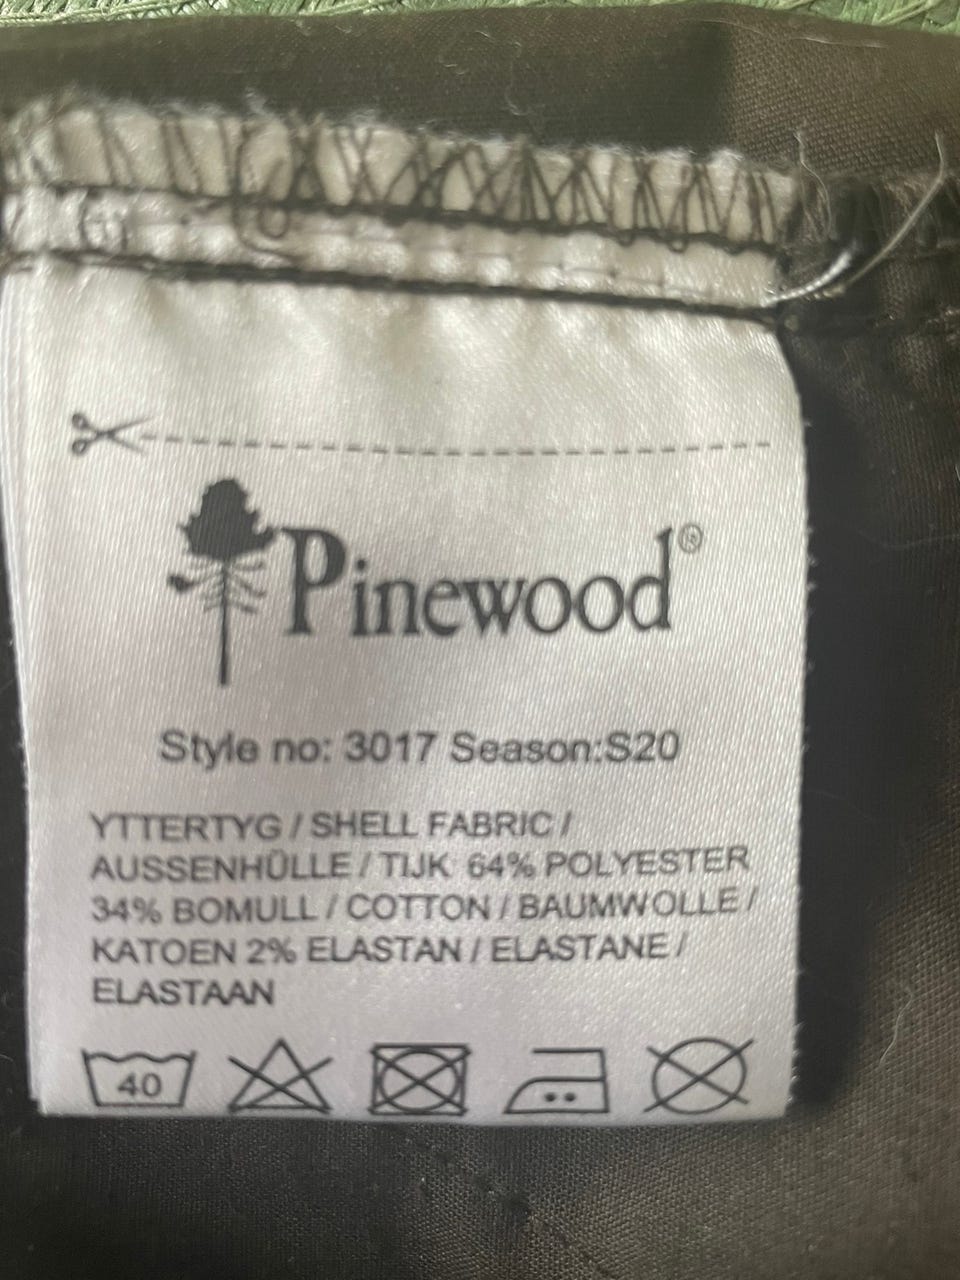 Pinewood®
Style no: 3017 Season:S20
YTTERTYG / SHELL FABRIC /
AUSSENHÜLLE / TIJK 64% POLYESTER
34% BOMULL / COTTON / BAUMWOLLE /
KATOEN 2% ELASTAN / ELASTANE /
ELASTAAN
40